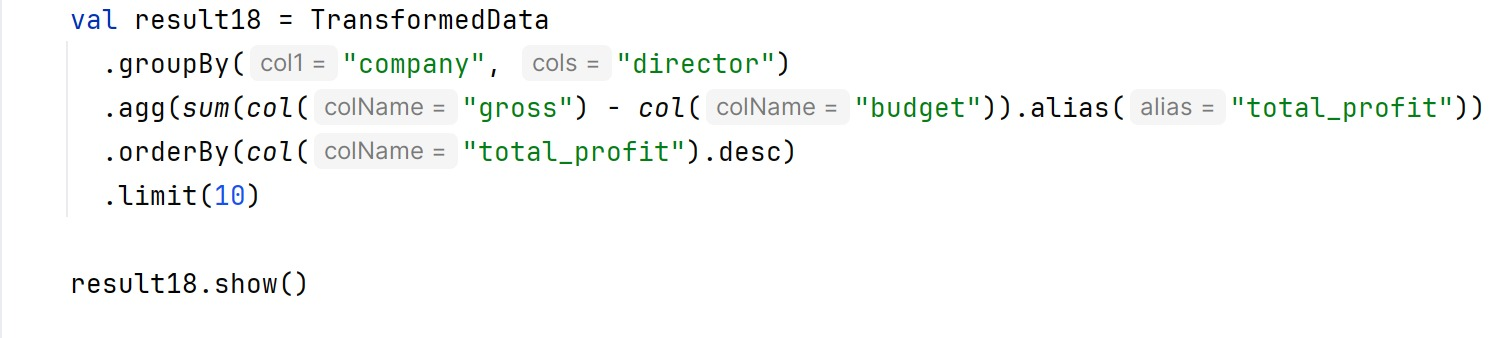 val result18 = TransformedData
.groupBy( col1 = "company", cols = "director")
.agg(sum(col( colName = "gross") - col( colName = "budget")).alias( alias = "total_profit"))
.orderBy(col( colName = "total_profit").desc)
.limit(10)
result18.show()